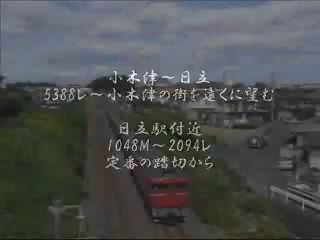 小木津～日立
5388レ～小木津の街を遠くに望む
日立駅付近
1048M～2094レ
定番の踏切から